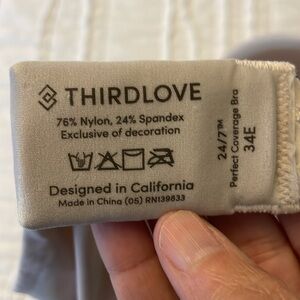 THIRDLOVE
76% Nylon, 24% Spandex
Exclusive of decoration
Designed in California
Made in China (05) RN139833
24/7™
Perfect Coverage Bra
34E